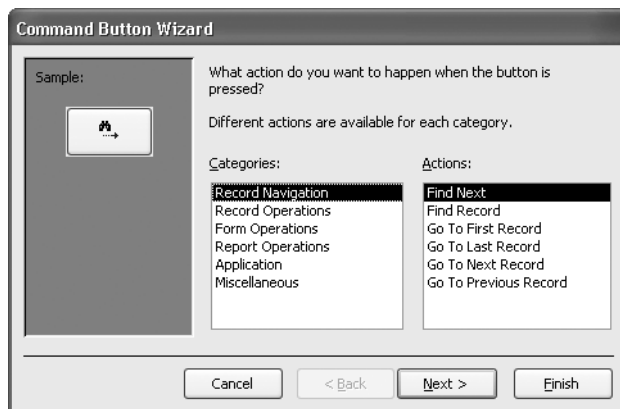 Command Button Wizard
Sample:
What action do you want to happen when the button is
pressed?
Different actions are available for each category.
Categories:
Record Navigation
Record Operations
Form Operations
Report Operations
Application
Miscellaneous
Actions:
Find Next
Find Record
Go To First Record
Go To Last Record
Go To Next Record
Go To Previous Record
Cancel
< Back
Next >
Finish